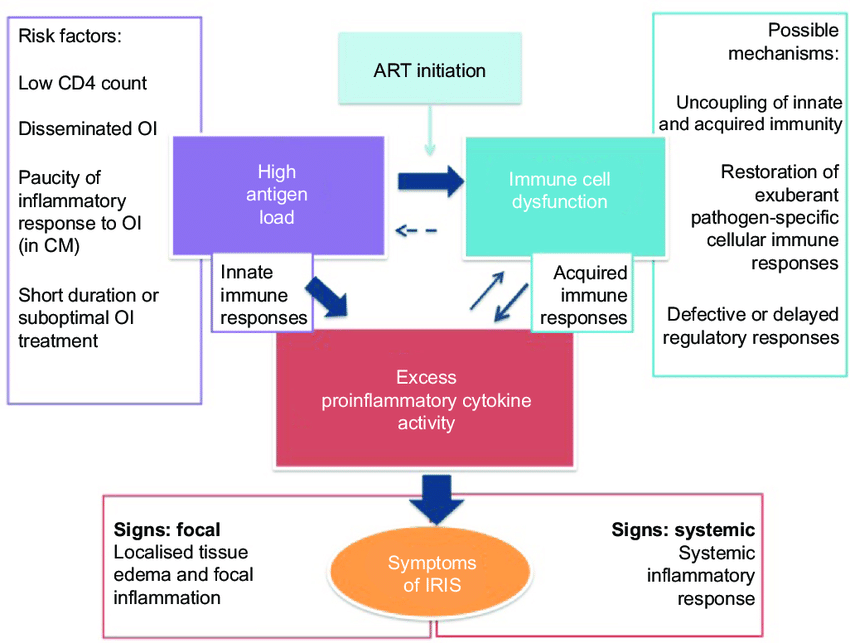 Risk factors:
Low CD4 count
Disseminated OI
Paucity of
inflammatory
response to OI
(in CM)
Short duration or
suboptimal OI
treatment
ART initiation
High
antigen
load
Immune cell
dysfunction
Possible
mechanisms:
Uncoupling of innate
and acquired immunity
Restoration of
exuberant
pathogen-specific
cellular immune
responses
Defective or delayed
regulatory responses
Innate
immune
responses
Acquired
immune
responses
Excess
proinflammatory cytokine
activity
Signs: focal
Localised tissue
edema and focal
inflammation
Symptoms
of IRIS
Signs: systemic
Systemic
inflammatory
response